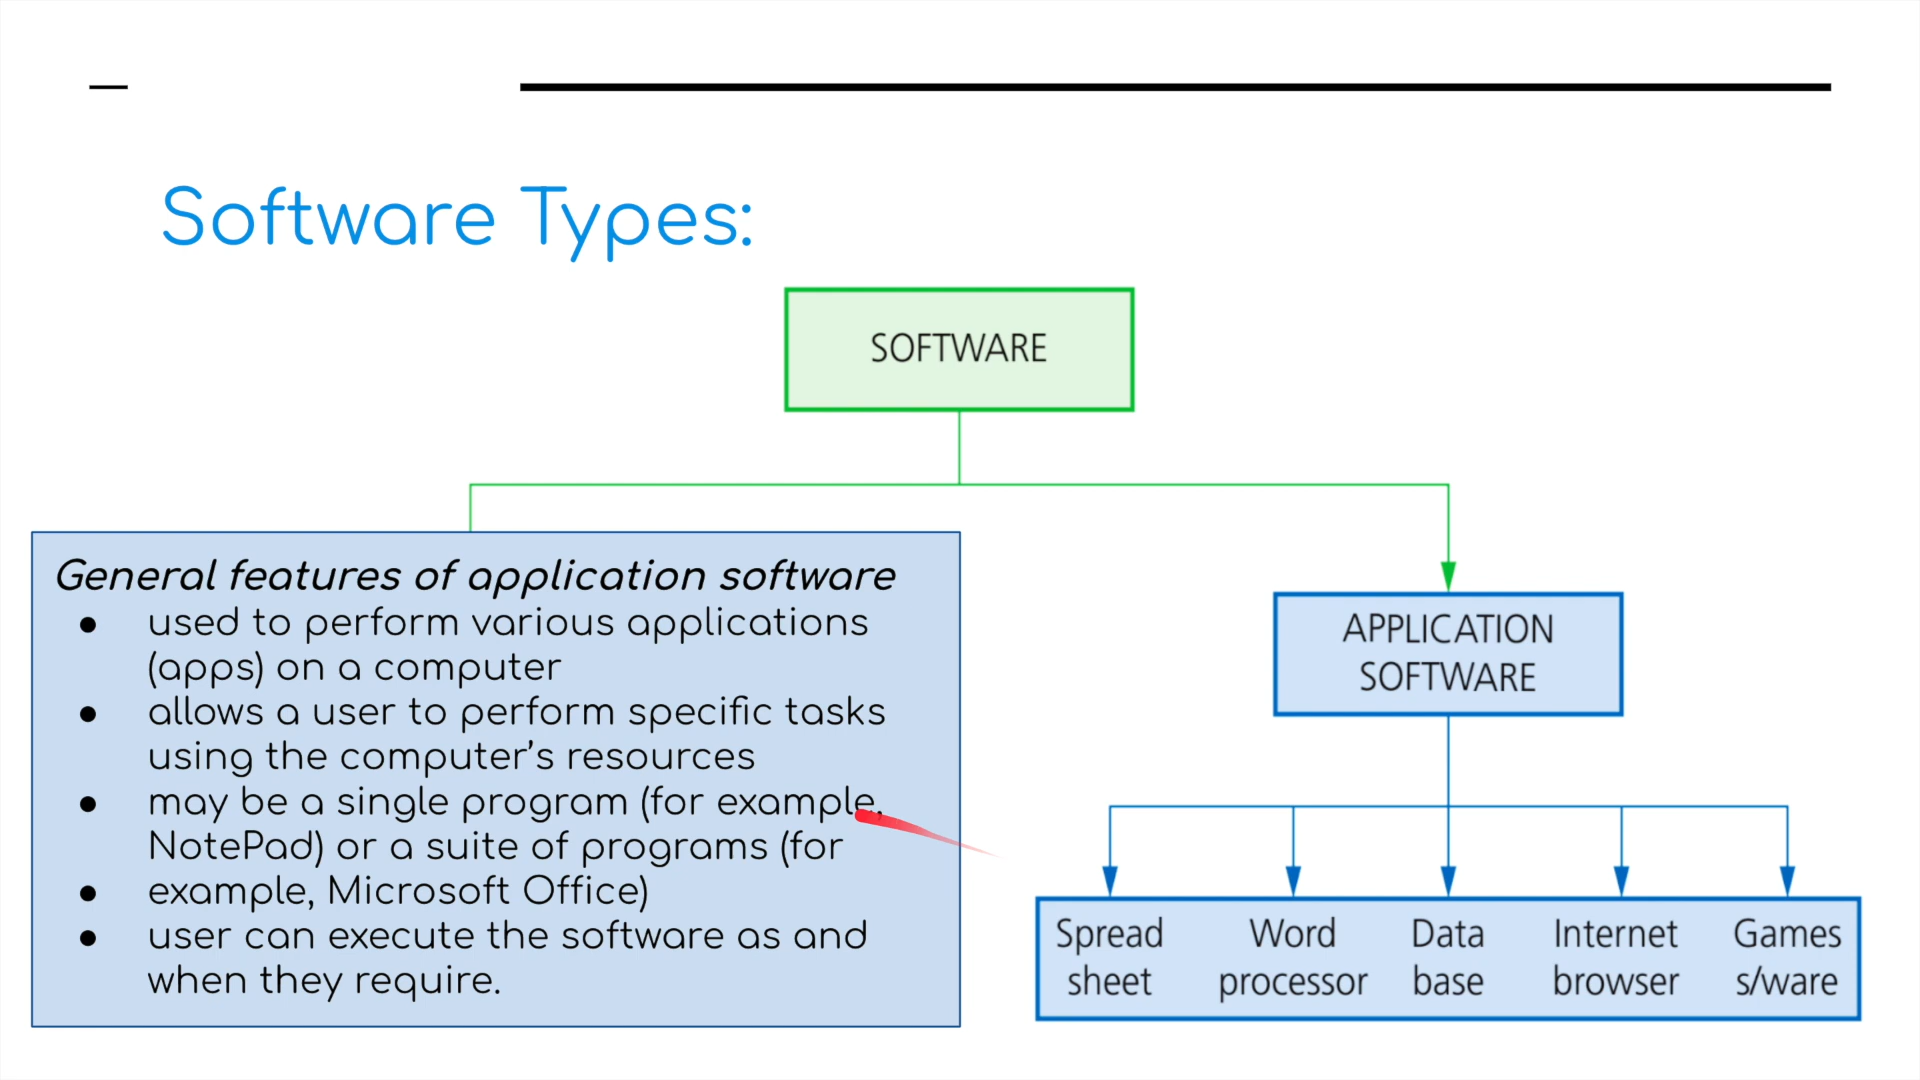 Software Types:
SOFTWARE
General features of application software
● used to perform various applications
(apps) on a computer
● allows a user to perform specific tasks
using the computer’s resources
● may be a single program (for example,
NotePad) or a suite of programs (for
● example, Microsoft Office)
● user can execute the software as and
when they require.
APPLICATION
SOFTWARE
Spread
sheet
Word
processor
Data
base
Internet
browser
Games
s/ware